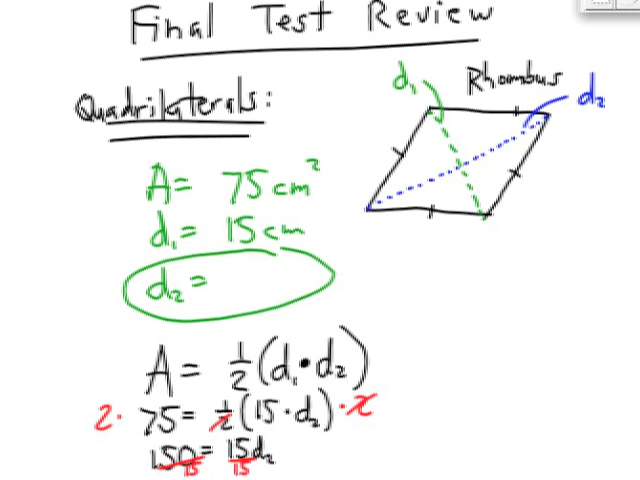 Final Test Review
Quadrilaterals:
Rhombus
d₁
d₂
A = 75 cm²
d₁ = 15 cm
d₂ =
A = ½(d₁·d₂)
2· 75 = ½(15·d₂)·2
150 = 15d₂
15 15